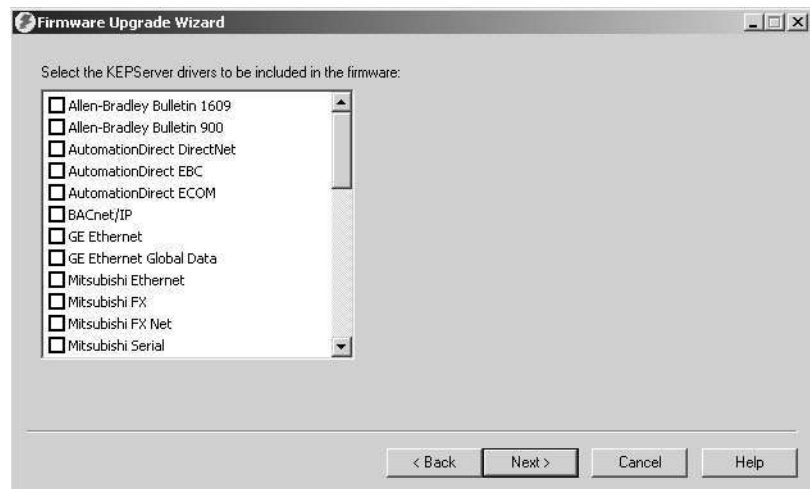 Firmware Upgrade Wizard
Select the KEPServer drivers to be included in the firmware:
Allen-Bradley Bulletin 1609
Allen-Bradley Bulletin 900
AutomationDirect DirectNet
AutomationDirect EBC
AutomationDirect ECOM
BACnet/IP
GE Ethernet
GE Ethernet Global Data
Mitsubishi Ethernet
Mitsubishi FX
Mitsubishi FX Net
Mitsubishi Serial
< Back Next > Cancel Help